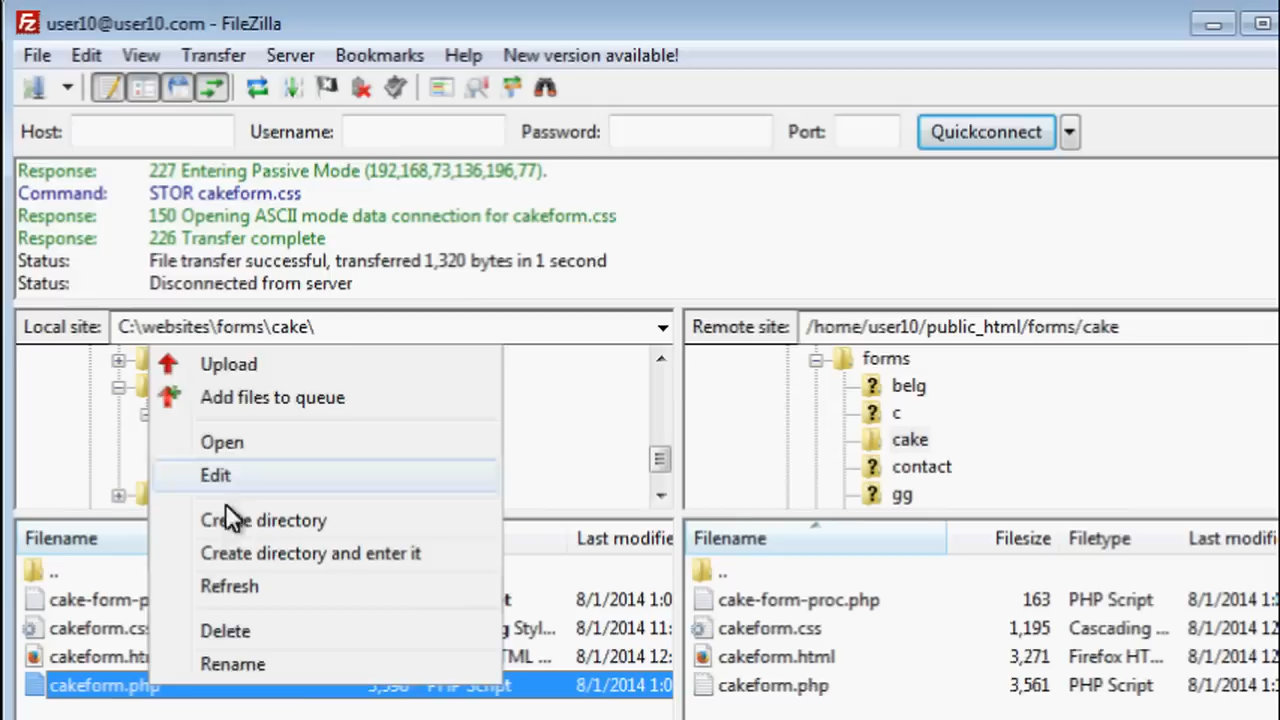 user10@user10.com - FileZilla
File Edit View Transfer Server Bookmarks Help New version available!
Host: Username: Password: Port: Quickconnect
Response: 227 Entering Passive Mode (192,168,73,136,196,77).
Command: STOR cakeform.css
Response: 150 Opening ASCII mode data connection for cakeform.css
Response: 226 Transfer complete
Status: File transfer successful, transferred 1,320 bytes in 1 second
Status: Disconnected from server
Local site: C:\websites\forms\cake\
Remote site: /home/user10/public_html/forms/cake
forms
belg
c
cake
contact
gg
Upload
Add files to queue
Open
Edit
Create directory
Create directory and enter it
Refresh
Delete
Rename
Filename Last modifie
..
cake-form-p 8/1/2014 1:0
cakeform.cs g Styl... 8/1/2014 11:
cakeform.ht TML ... 8/1/2014 12:
cakeform.php PHP Script 8/1/2014 1:0
Filename Filesize Filetype Last modifi
..
cake-form-proc.php 163 PHP Script 8/1/2014 1:
cakeform.css 1,195 Cascading ... 8/1/2014 12
cakeform.html 3,271 Firefox HT... 8/1/2014 12
cakeform.php 3,561 PHP Script 8/1/2014 1: